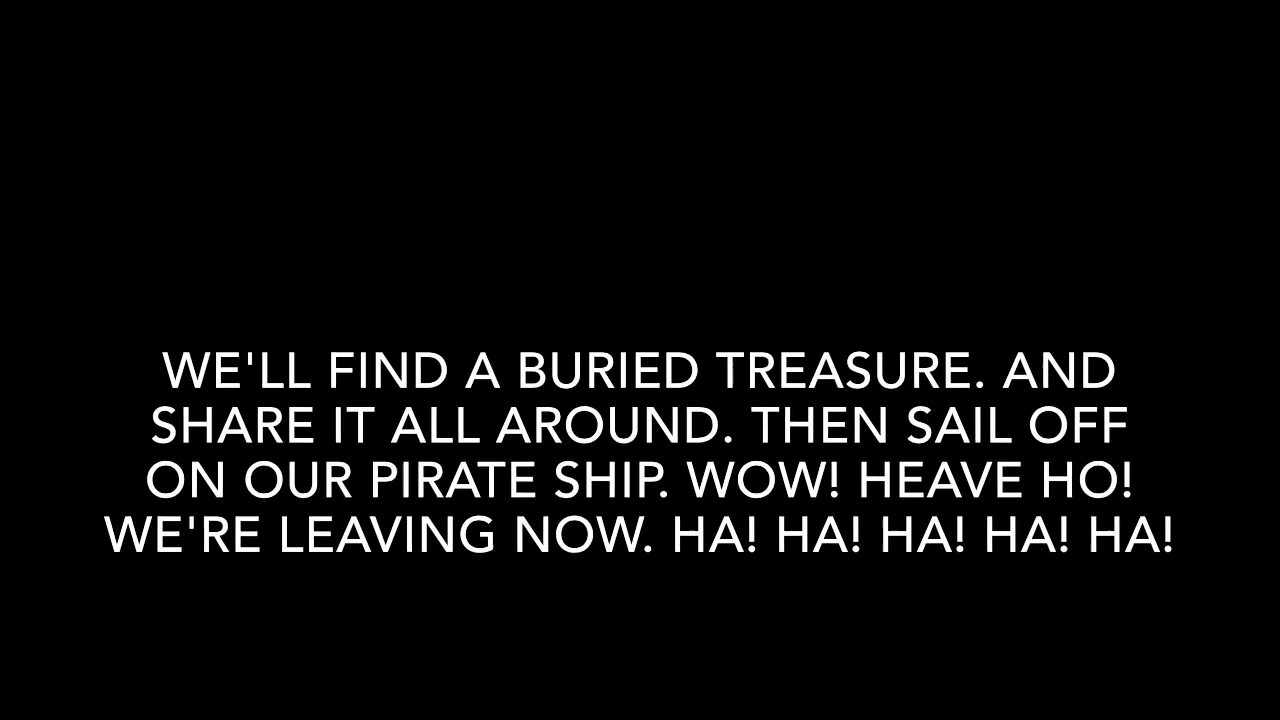 WE'LL FIND A BURIED TREASURE. AND
SHARE IT ALL AROUND. THEN SAIL OFF
ON OUR PIRATE SHIP. WOW! HEAVE HO!
WE'RE LEAVING NOW. HA! HA! HA! HA! HA!